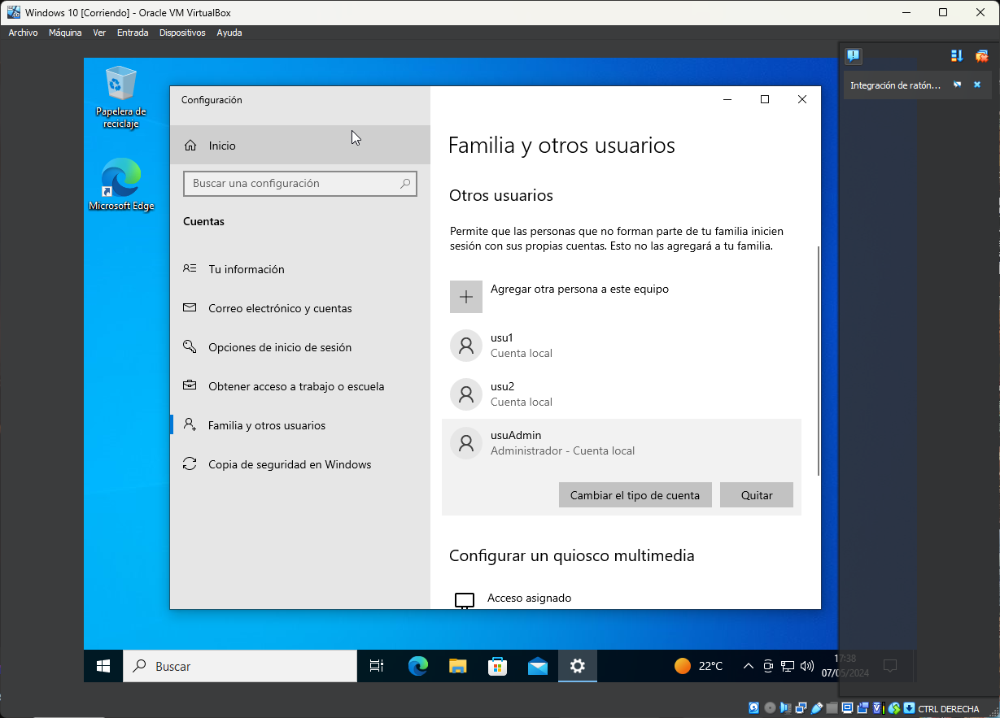 Windows 10 [Corriendo] - Oracle VM VirtualBox
Archivo Máquina Ver Entrada Dispositivos Ayuda
Integración de ratón...
Papelera de
reciclaje
Microsoft Edge
Configuración
Inicio
Buscar una configuración
Cuentas
Tu información
Correo electrónico y cuentas
Opciones de inicio de sesión
Obtener acceso a trabajo o escuela
Familia y otros usuarios
Copia de seguridad en Windows
Familia y otros usuarios
Otros usuarios
Permite que las personas que no forman parte de tu familia inicien
sesión con sus propias cuentas. Esto no las agregará a tu familia.
Agregar otra persona a este equipo
usu1
Cuenta local
usu2
Cuenta local
usuAdmin
Administrador - Cuenta local
Cambiar el tipo de cuenta Quitar
Configurar un quiosco multimedia
Acceso asignado
Buscar
22°C
17:38
07/05/2024
CTRL DERECHA